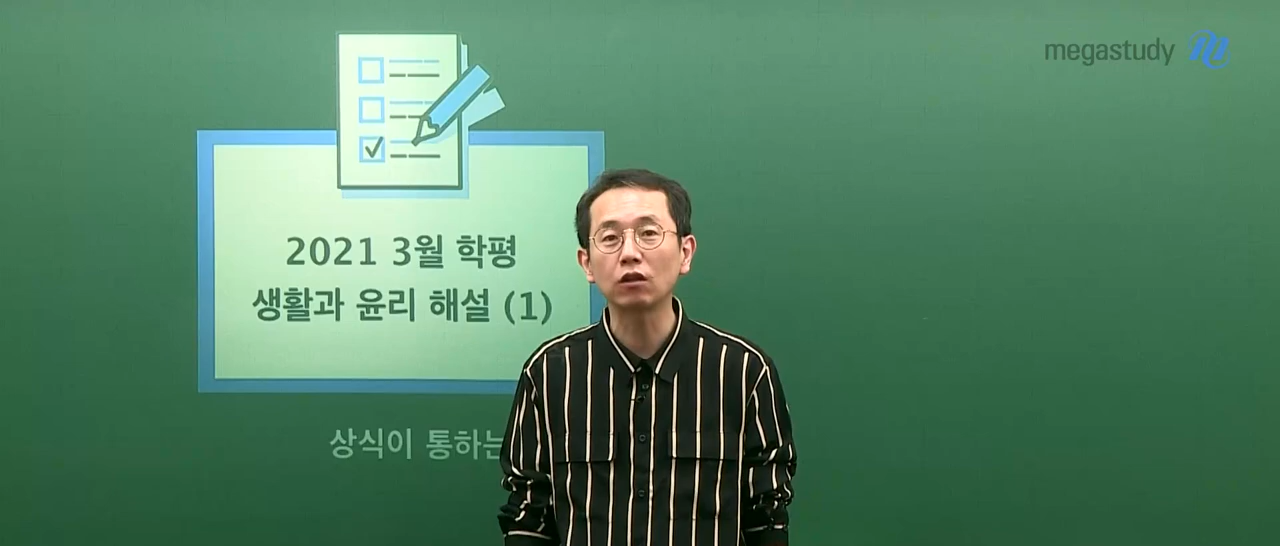 megastudy
2021 3월 학평
생활과 윤리 해설 (1)
상식이 통하는